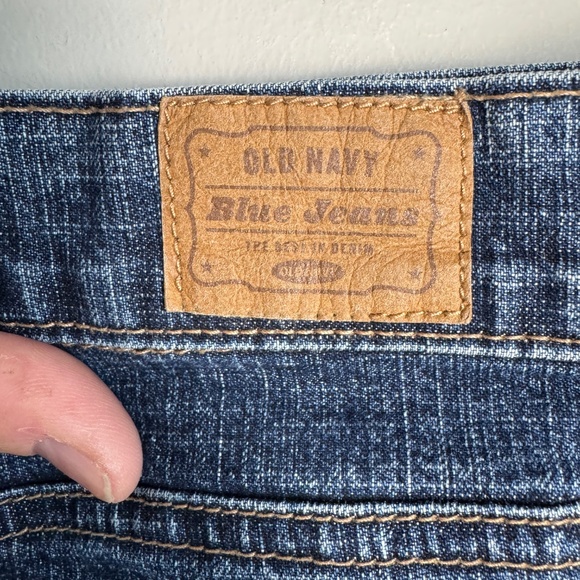 OLD NAVY
Blue Jeans
THE BEST IN DENIM
OLD NAVY